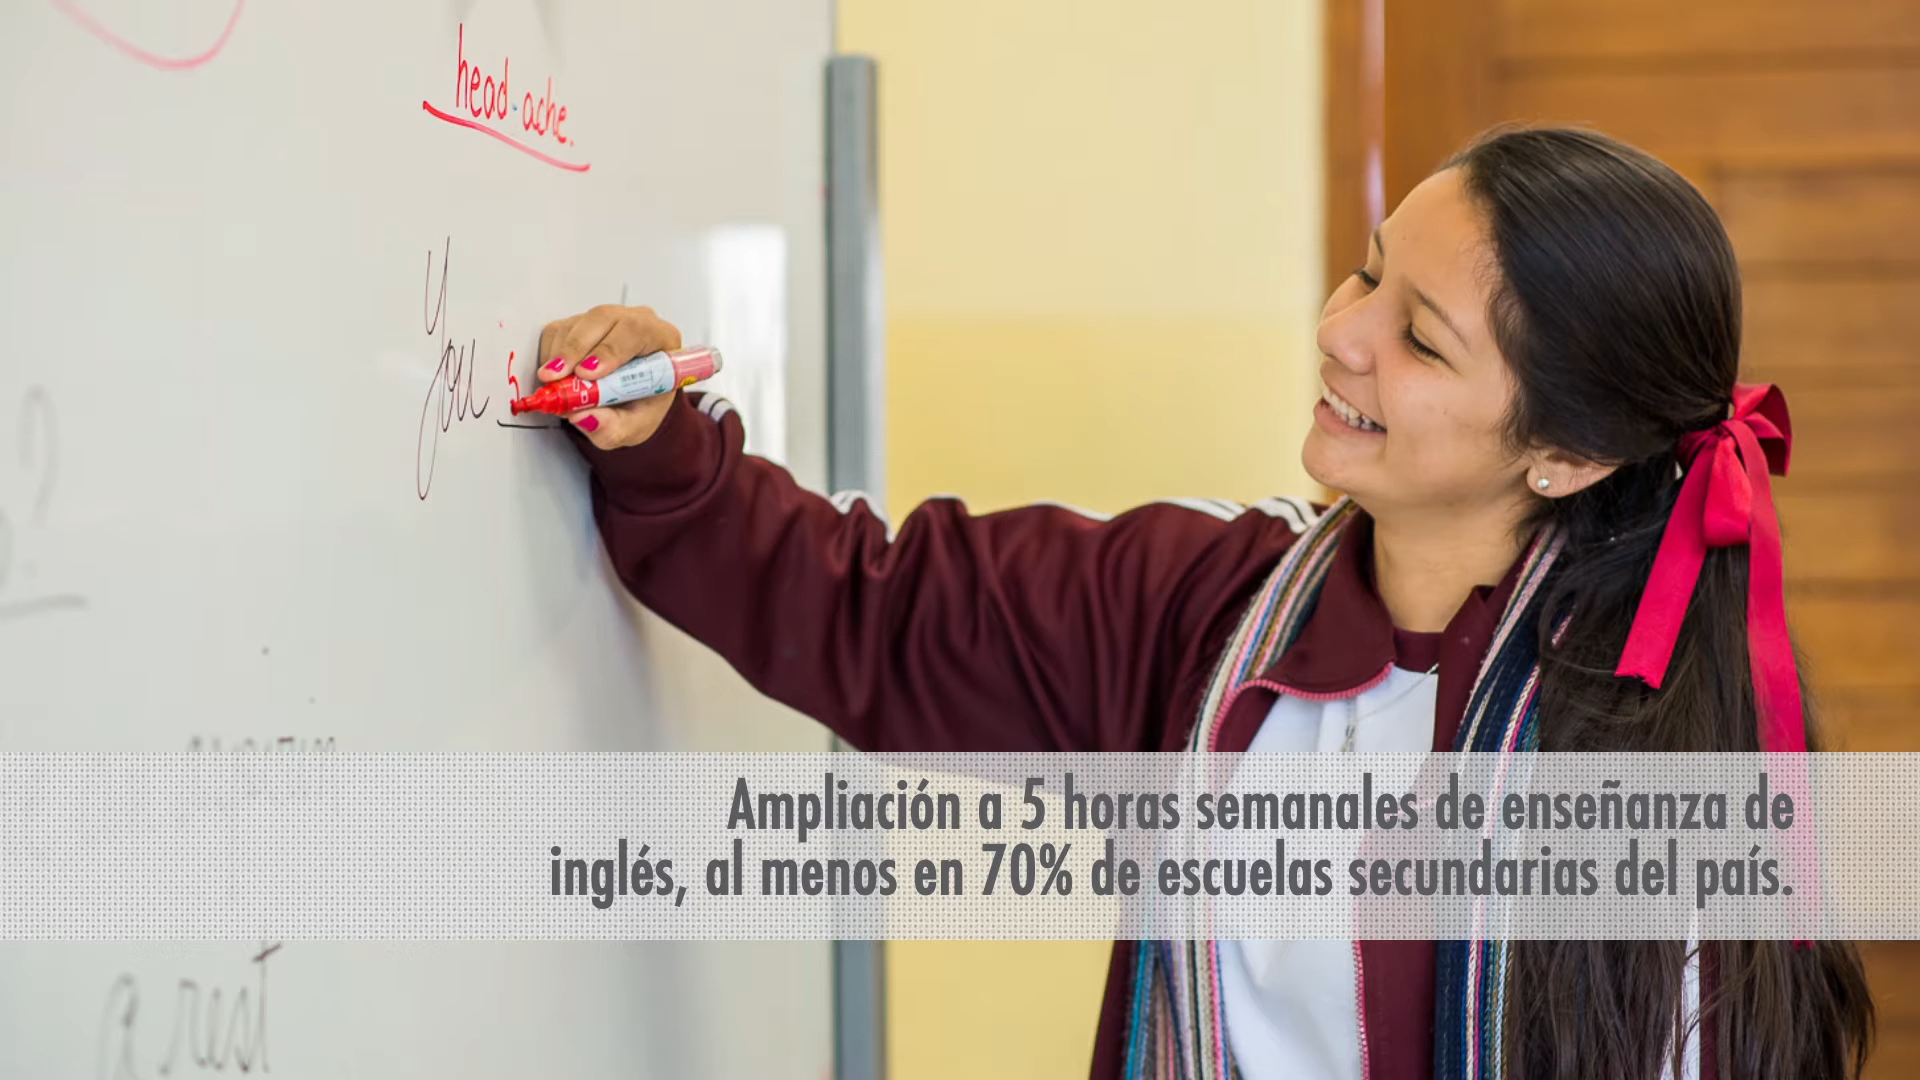 head-ache.
You s
a rest
Ampliación a 5 horas semanales de enseñanza de
inglés, al menos en 70% de escuelas secundarias del país.